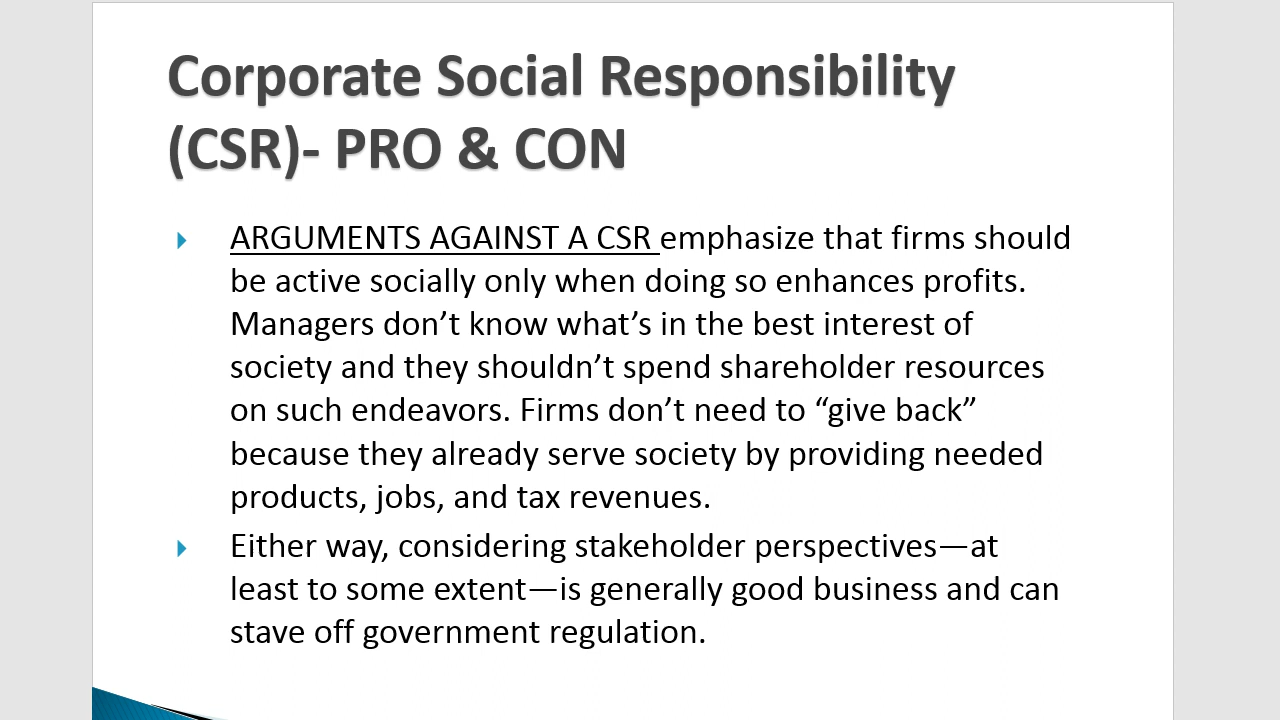 Corporate Social Responsibility
(CSR)- PRO & CON
ARGUMENTS AGAINST A CSR emphasize that firms should
be active socially only when doing so enhances profits.
Managers don’t know what’s in the best interest of
society and they shouldn’t spend shareholder resources
on such endeavors. Firms don’t need to “give back”
because they already serve society by providing needed
products, jobs, and tax revenues.
Either way, considering stakeholder perspectives—at
least to some extent—is generally good business and can
stave off government regulation.